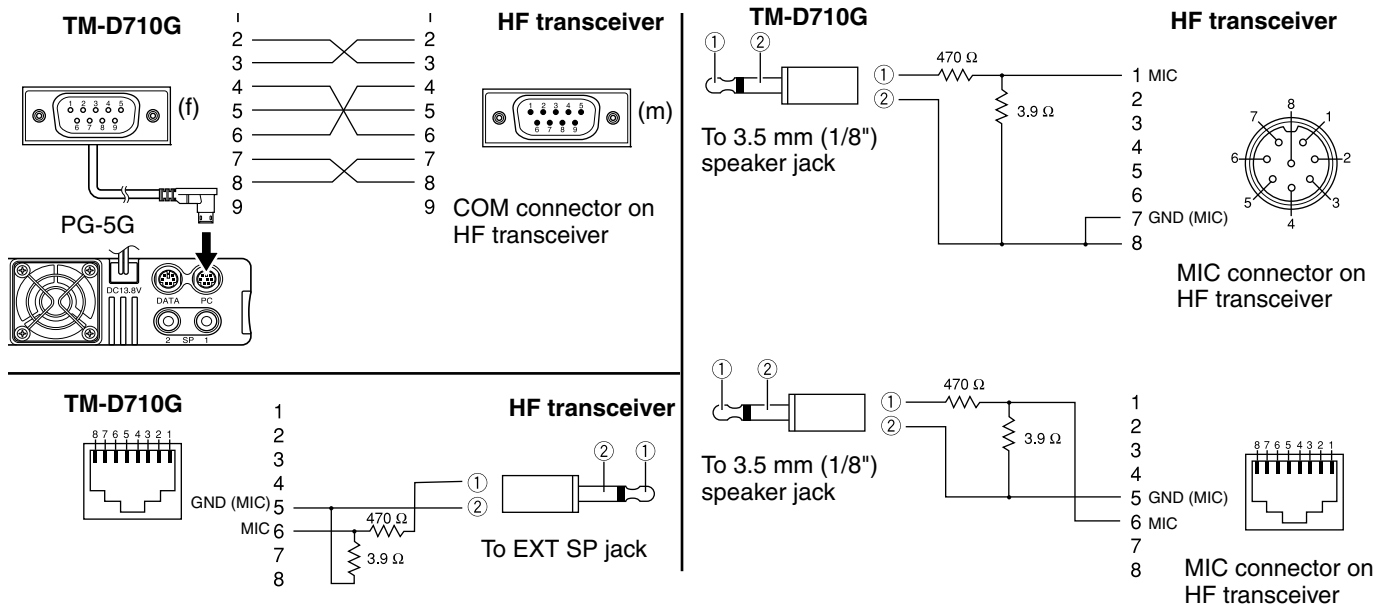 TM-D710G HF transceiver
1 1
2 2
3 3
4 4
5 5
6 6
7 7
8 8
9 9
1 2 3 4 5
6 7 8 9
(f)
1 2 3 4 5
6 7 8 9
(m)
PG-5G
COM connector on
HF transceiver
DC13.8V
DATA PC
2 SP 1
TM-D710G HF transceiver
8 7 6 5 4 3 2 1
1
2
3
4
GND (MIC) 5
MIC 6
7
8
470 Ω
3.9 Ω
① 
②
② ①
To EXT SP jack
TM-D710G HF transceiver
① ②
①
②
470 Ω
3.9 Ω
To 3.5 mm (1/8")
speaker jack
1 MIC
2
3
4
5
6
7 GND (MIC)
8
8
7 1
6 2
5 3
4
MIC connector on
HF transceiver
① ②
①
②
470 Ω
3.9 Ω
To 3.5 mm (1/8")
speaker jack
1
2
3
4
5 GND (MIC)
6 MIC
7
8
8 7 6 5 4 3 2 1
MIC connector on
HF transceiver